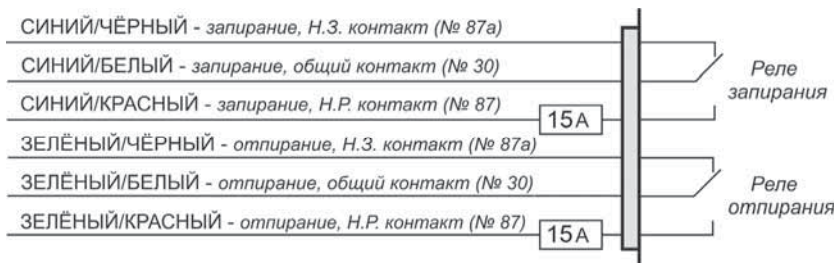 СИНИЙ/ЧЁРНЫЙ - запирание, Н.З. контакт (№ 87а)
СИНИЙ/БЕЛЫЙ - запирание, общий контакт (№ 30)
СИНИЙ/КРАСНЫЙ - запирание, Н.Р. контакт (№ 87)
15А
Реле
запирания
ЗЕЛЁНЫЙ/ЧЁРНЫЙ - отпирание, Н.З. контакт (№ 87а)
ЗЕЛЁНЫЙ/БЕЛЫЙ - отпирание, общий контакт (№ 30)
ЗЕЛЁНЫЙ/КРАСНЫЙ - отпирание, Н.Р. контакт (№ 87)
15А
Реле
отпирания